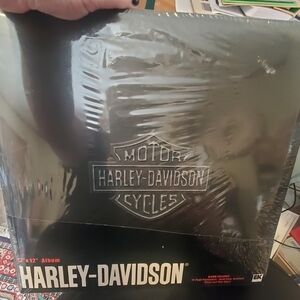 MOTOR
HARLEY-DAVIDSON
CYCLES
12"x12" Album
HARLEY-DAVIDSON®